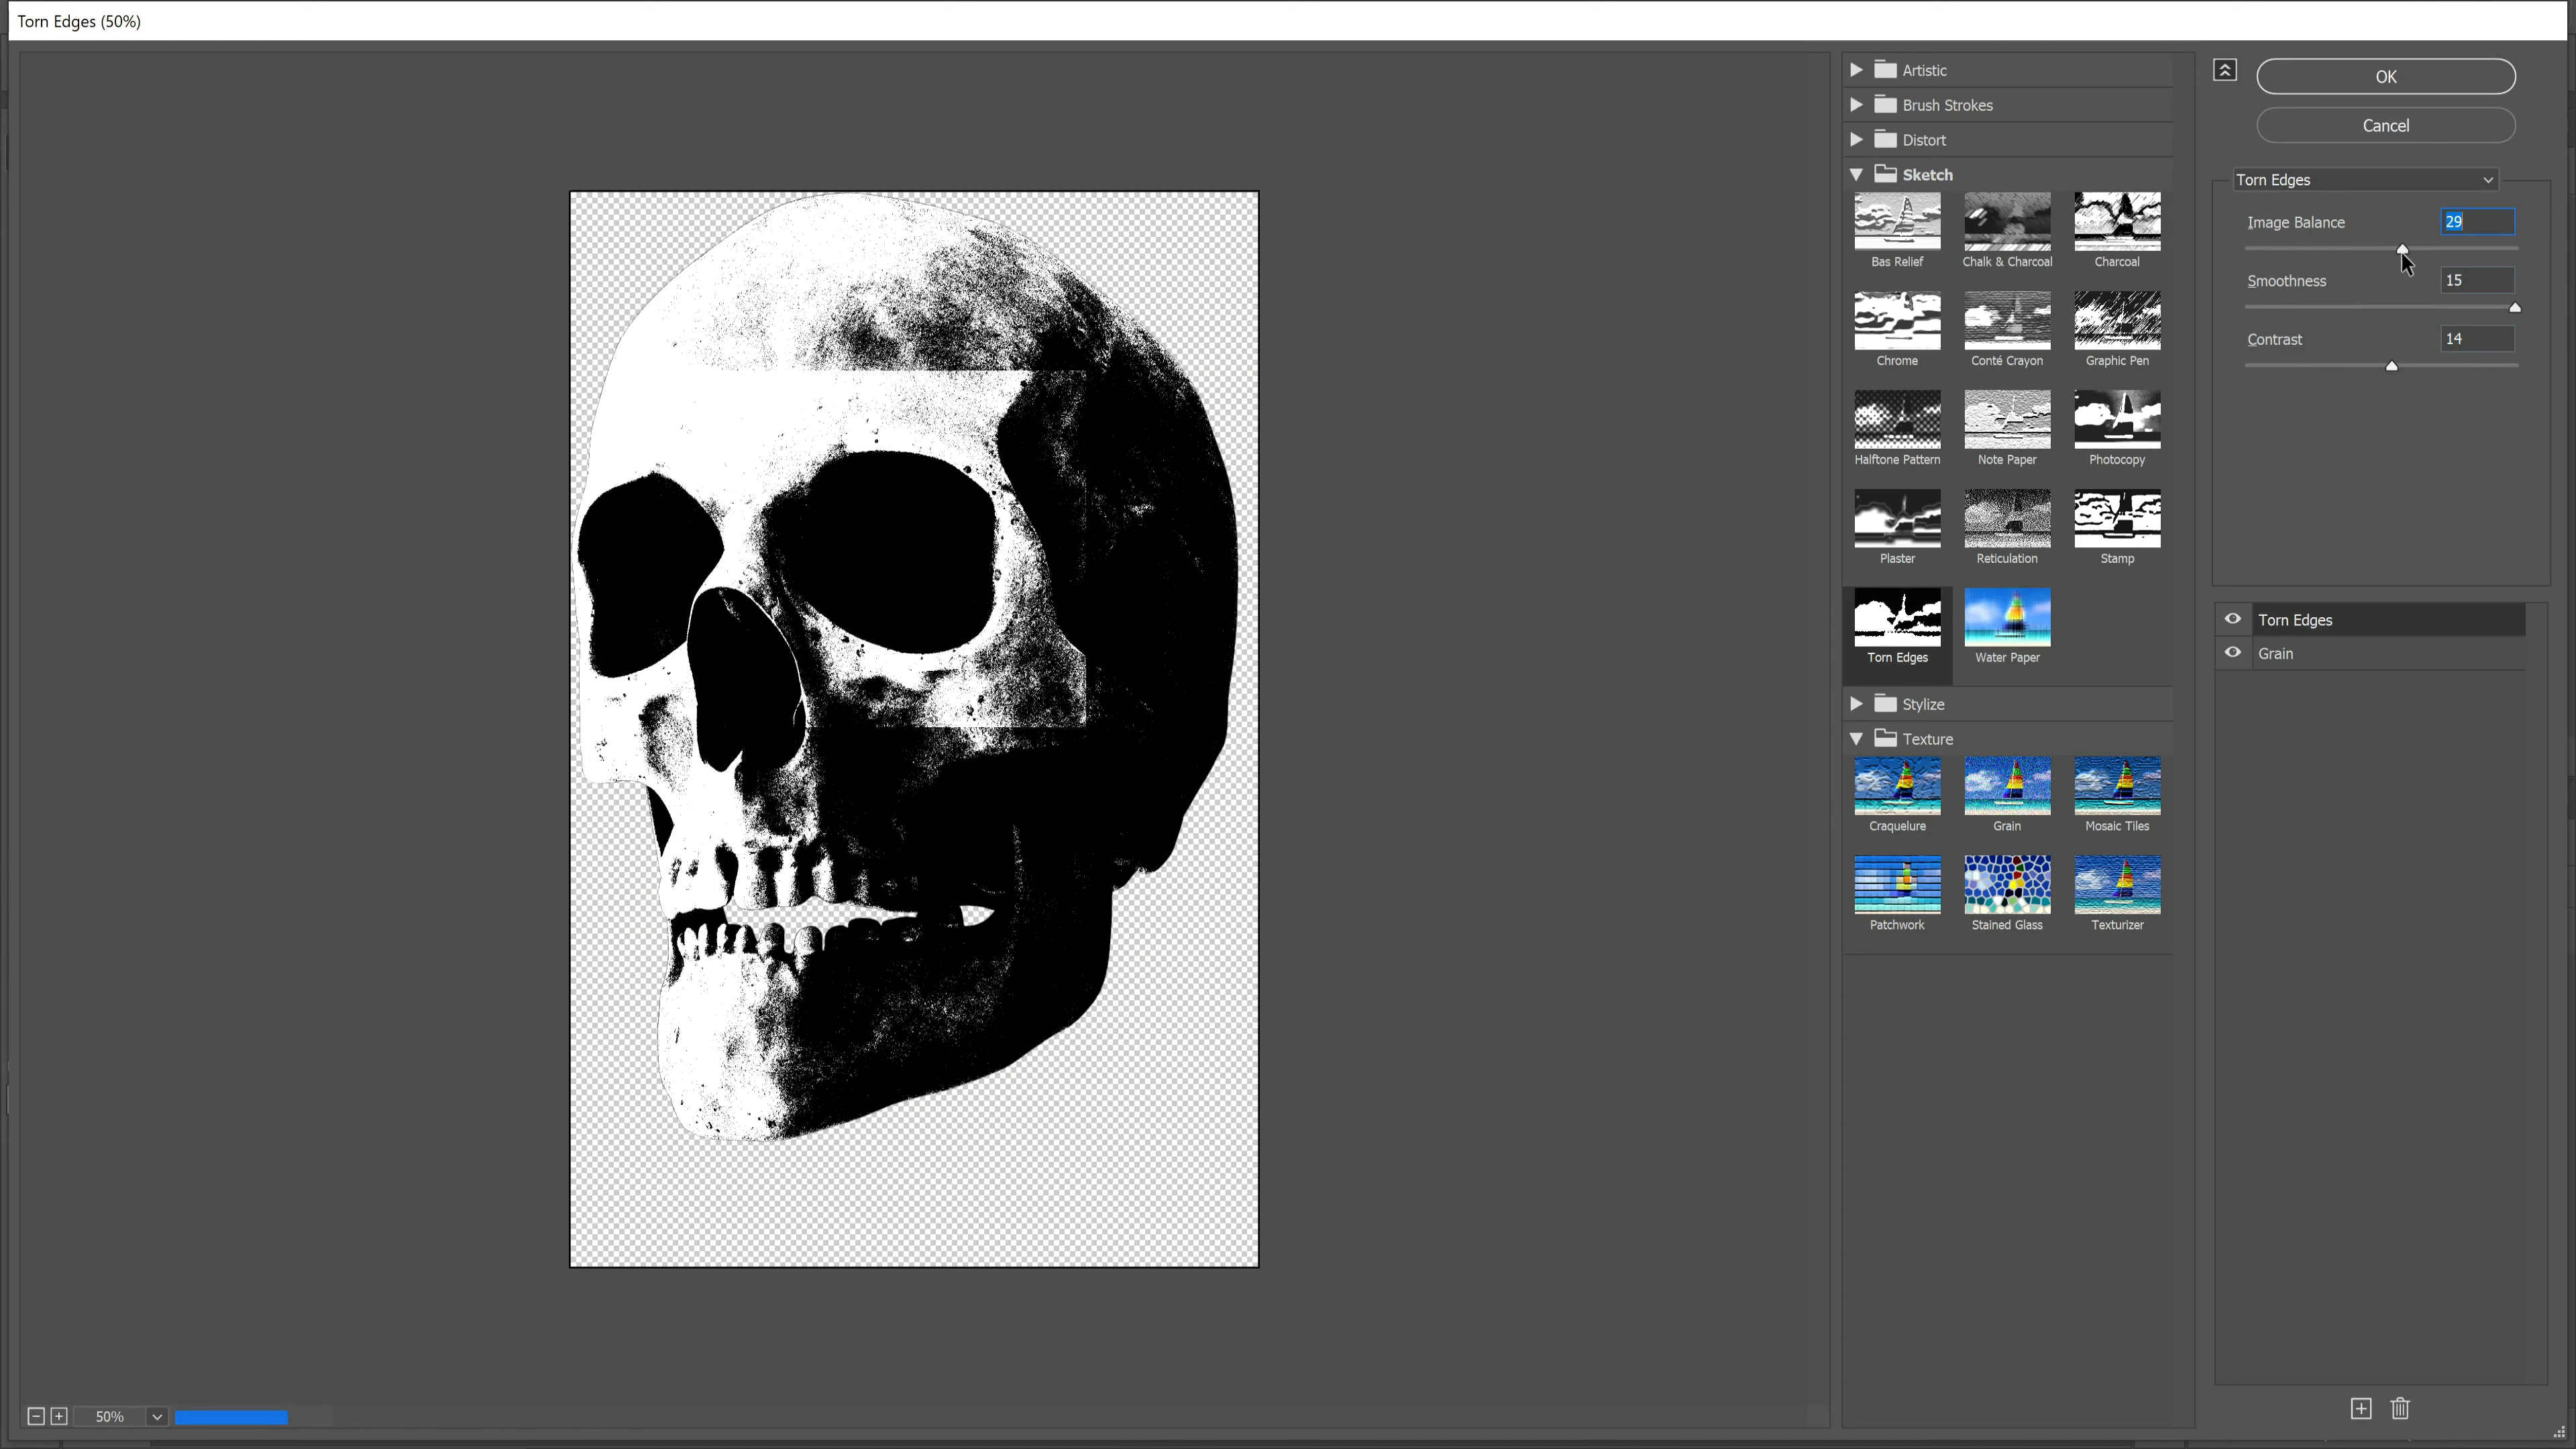 Torn Edges (50%)
Artistic
Brush Strokes
Distort
Sketch
Bas Relief
Chalk & Charcoal
Charcoal
Chrome
Conté Crayon
Graphic Pen
Halftone Pattern
Note Paper
Photocopy
Plaster
Reticulation
Stamp
Torn Edges
Water Paper
Stylize
Texture
Craquelure
Grain
Mosaic Tiles
Patchwork
Stained Glass
Texturizer
OK
Cancel
Torn Edges
Image Balance 29
Smoothness 15
Contrast 14
Torn Edges
Grain
50%